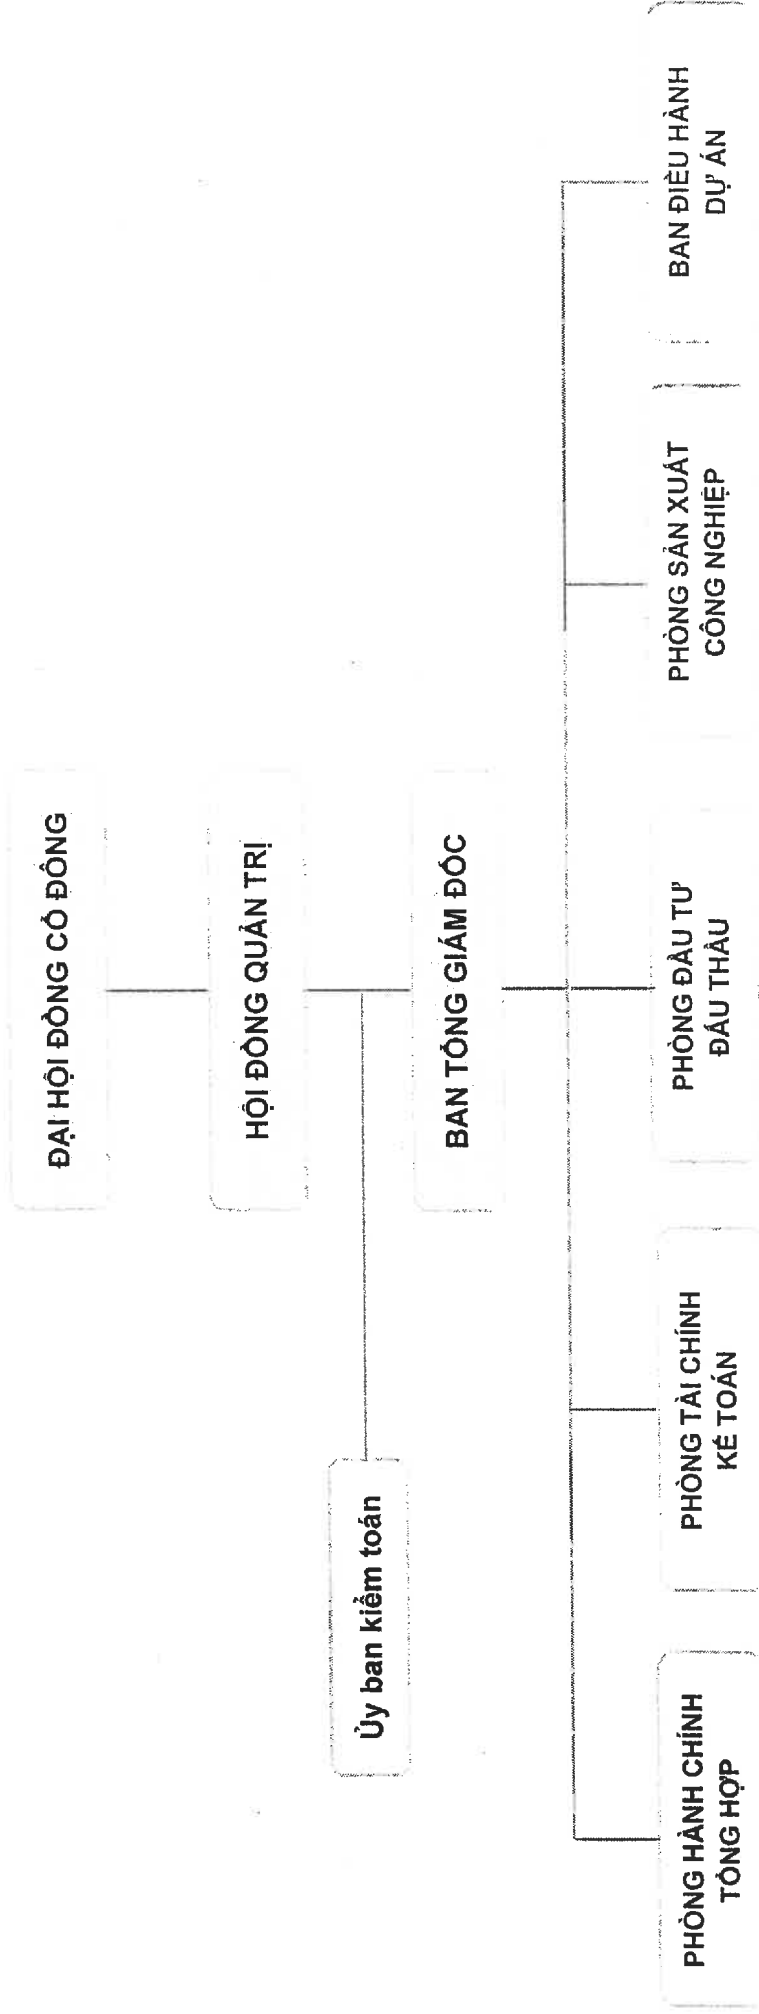 ĐẠI HỘI ĐỒNG CỔ ĐÔNG
HỘI ĐỒNG QUẢN TRỊ
Ủy ban kiểm toán
BAN TỔNG GIÁM ĐỐC
PHÒNG HÀNH CHÍNH
TỔNG HỢP
PHÒNG TÀI CHÍNH
KẾ TOÁN
PHÒNG ĐẦU TƯ
ĐẤU THẦU
PHÒNG SẢN XUẤT
CÔNG NGHIỆP
BAN ĐIỀU HÀNH
DỰ ÁN